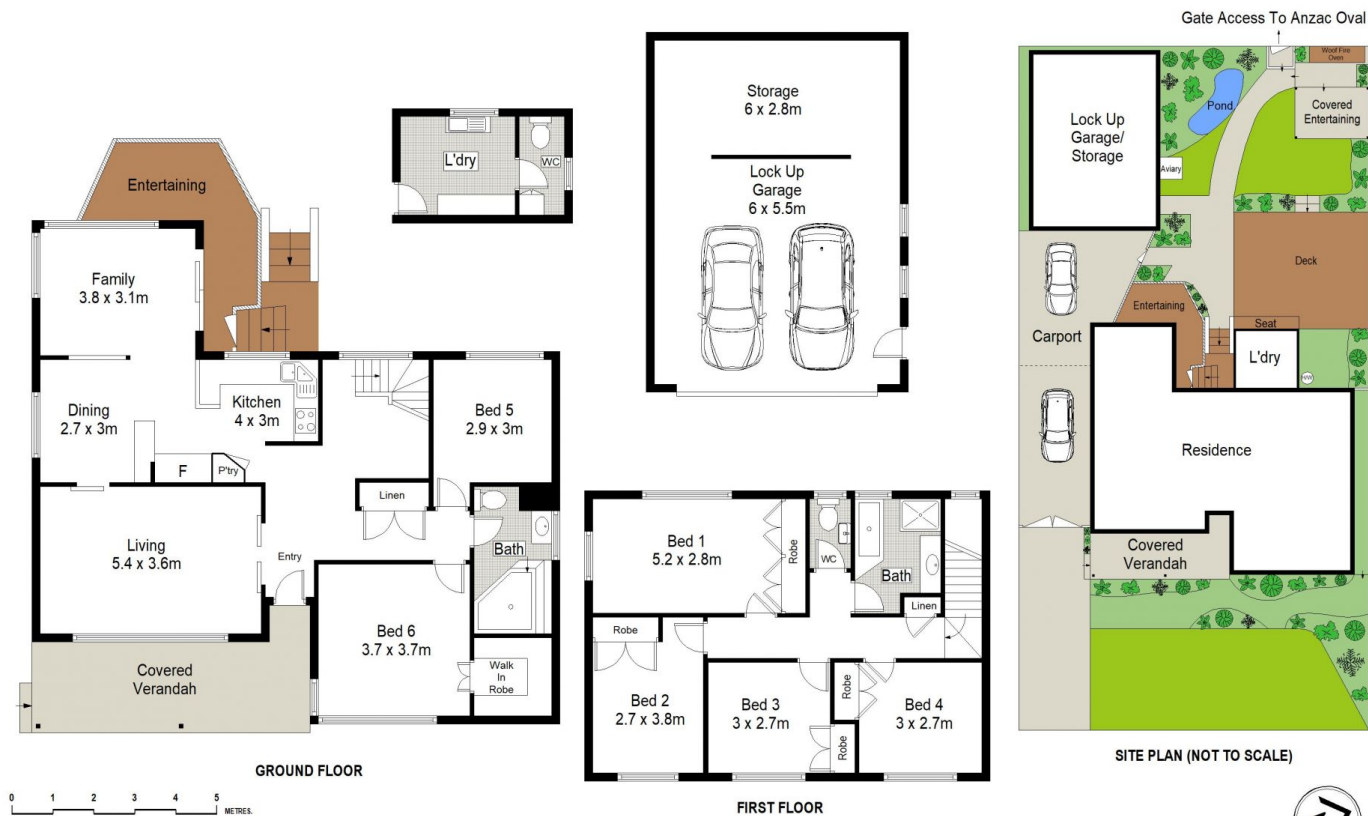 Entertaining
Family
3.8 x 3.1m
Dining
2.7 x 3m
Kitchen
4 x 3m
F
P'try
Bed 5
2.9 x 3m
Linen
Living
5.4 x 3.6m
Entry
Bath
Bed 6
3.7 x 3.7m
Walk
In
Robe
Covered
Verandah
GROUND FLOOR
0 1 2 3 4 5
METRES.
L'dry
WC
Storage
6 x 2.8m
Lock Up
Garage
6 x 5.5m
Bed 1
5.2 x 2.8m
Robe
WC
Bath
Linen
Robe
Bed 2
2.7 x 3.8m
Bed 3
3 x 2.7m
Robe
Robe
Bed 4
3 x 2.7m
FIRST FLOOR
Gate Access To Anzac Oval
Woof Fire
Oven
Lock Up
Garage/
Storage
Pond
Covered
Entertaining
Aviary
Deck
Entertaining
Seat
Carport
L'dry
HW
Residence
Covered
Verandah
SITE PLAN (NOT TO SCALE)